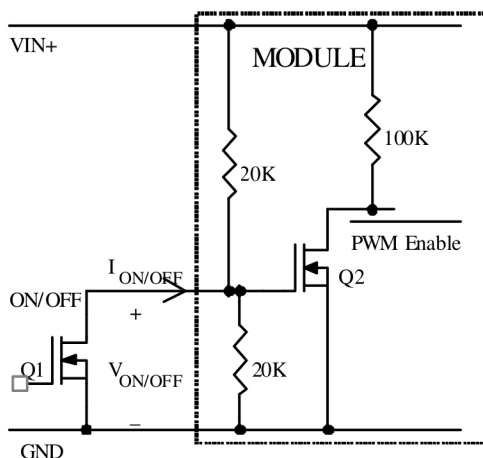 VIN+
MODULE
100K
20K
PWM Enable
I ON/OFF
Q2
ON/OFF
+
Q1
V ON/OFF
20K
–
GND